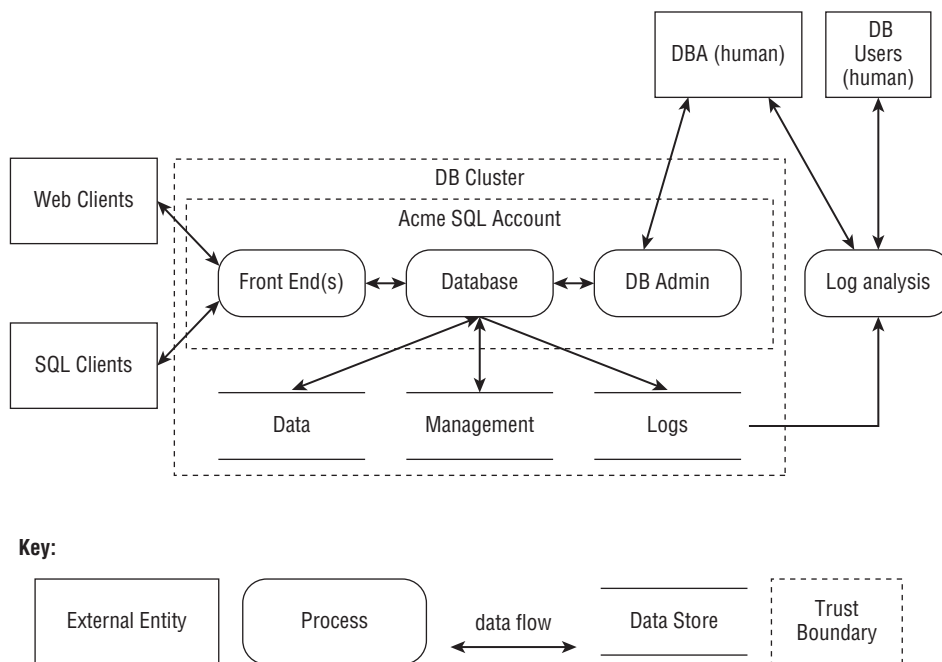 DBA (human)
DB
Users
(human)
DB Cluster
Web Clients
Acme SQL Account
Front End(s)
Database
DB Admin
Log analysis
SQL Clients
Data
Management
Logs
Key:
External Entity
Process
data flow
Data Store
Trust
Boundary